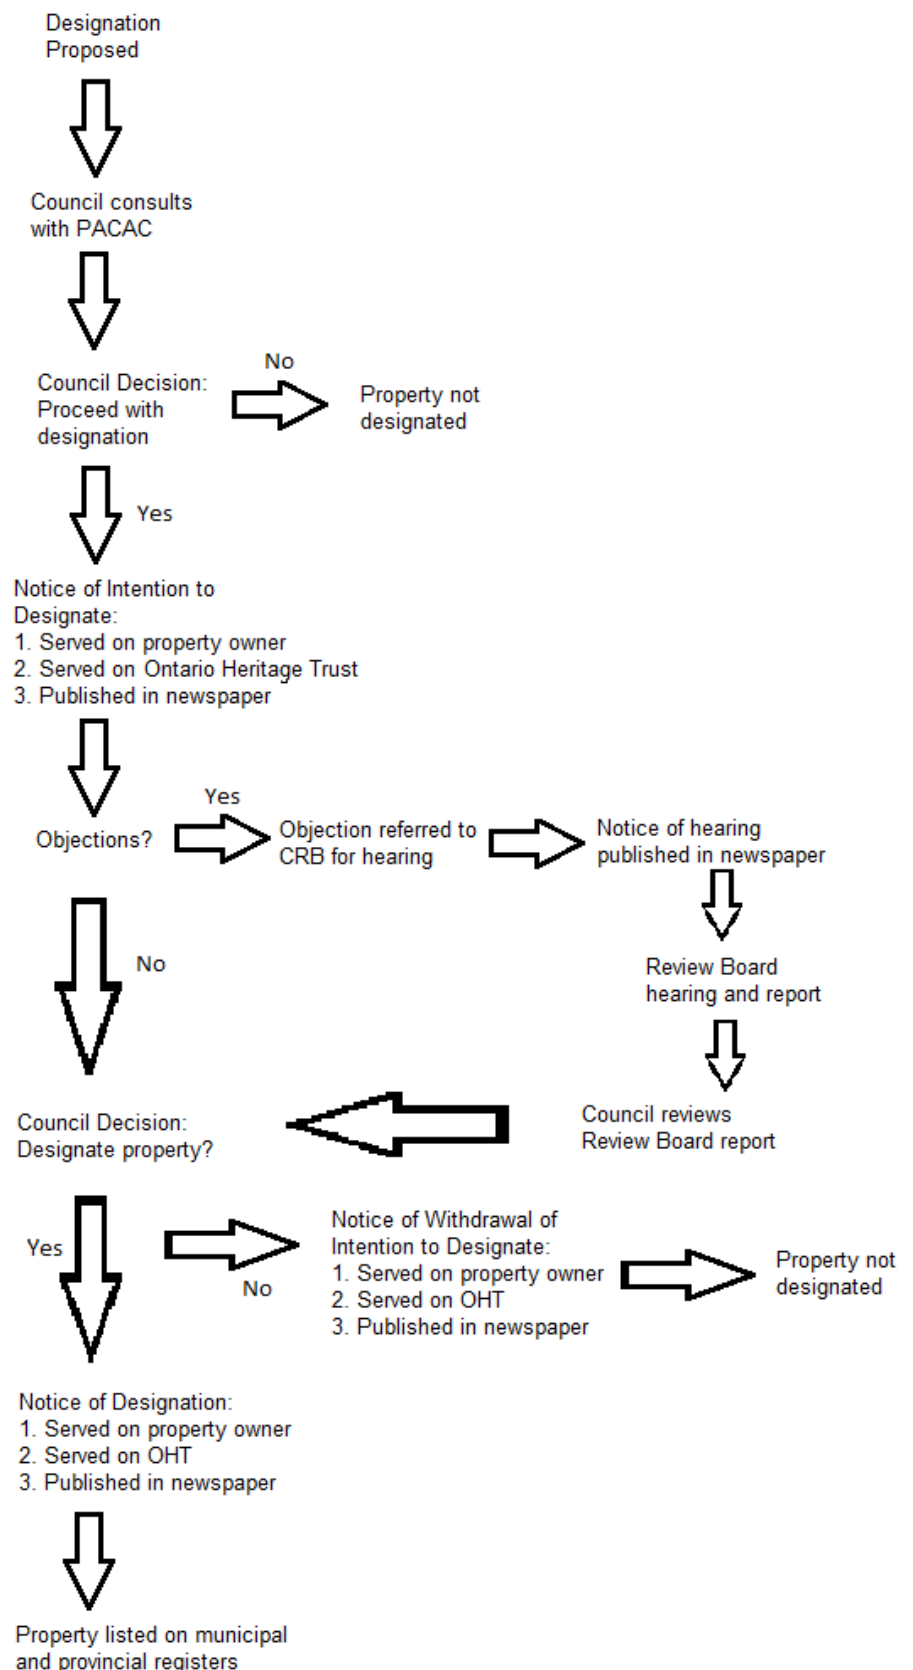 Designation
Proposed
Council consults
with PACAC
No
Council Decision:
Proceed with
designation
Property not
designated
Yes
Notice of Intention to
Designate:
1. Served on property owner
2. Served on Ontario Heritage Trust
3. Published in newspaper
Yes
Objections?
Objection referred to
CRB for hearing
Notice of hearing
published in newspaper
No
Review Board
hearing and report
Council Decision:
Designate property?
Council reviews
Review Board report
Yes
No
Notice of Withdrawal of
Intention to Designate:
1. Served on property owner
2. Served on OHT
3. Published in newspaper
Property not
designated
Notice of Designation:
1. Served on property owner
2. Served on OHT
3. Published in newspaper
Property listed on municipal
and provincial registers